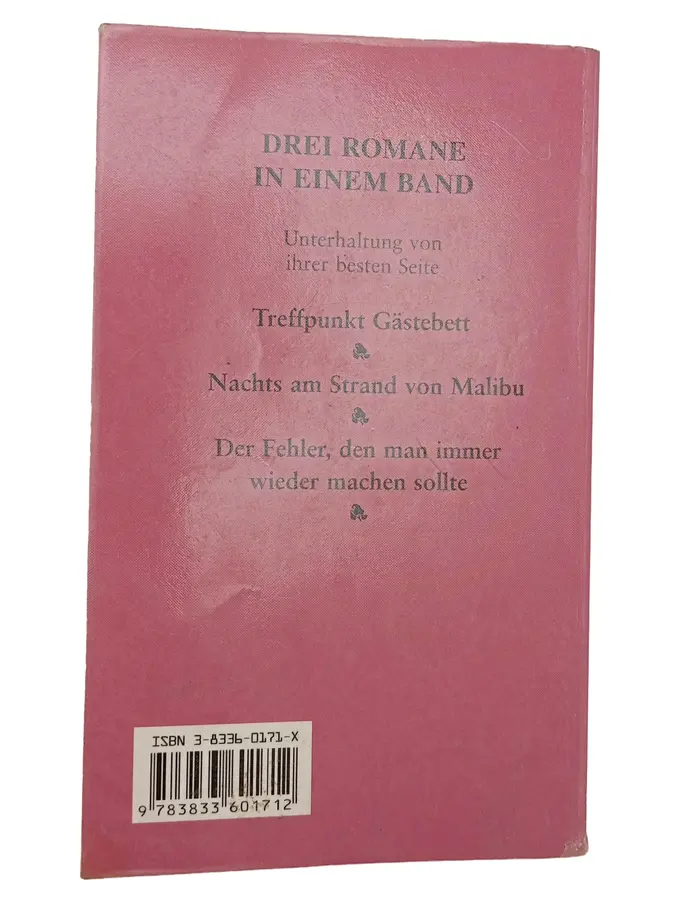 DREI ROMANE
IN EINEM BAND
Unterhaltung von
ihrer besten Seite
Treffpunkt Gästebett
Nachts am Strand von Malibu
Der Fehler, den man immer
wieder machen sollte
ISBN 3-8336-0171-X
9 783833 601712